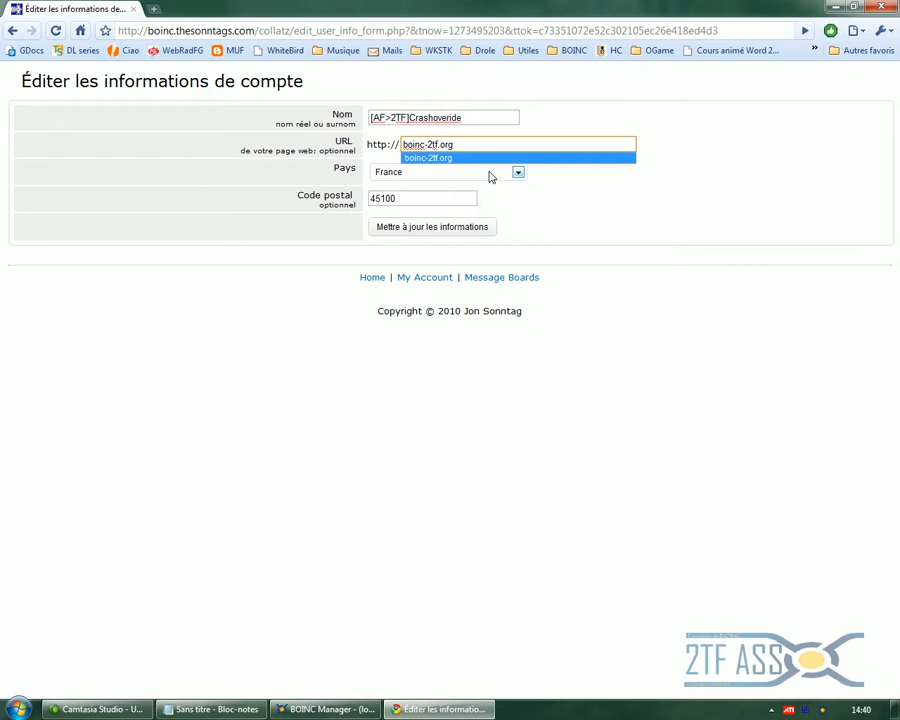 Éditer les informations de...
http://boinc.thesonntags.com/collatz/edit_user_info_form.php?&tnow=1273495203&ttok=c73351072e52c302105ec26e418ed4d3
GDocs DL series Ciao WebRadFG MUF WhiteBird Musique Mails WKSTK Drole Utiles BOINC HC OGame Cours animé Word 2... » Autres favoris
Éditer les informations de compte
Nom [AF>2TF]Crashoveride
nom réel ou surnom
URL http:// boinc-2tf.org
de votre page web; optionnel
boinc-2tf.org
Pays France
Code postal 45100
optionnel
Mettre à jour les informations
Home | My Account | Message Boards
Copyright © 2010 Jon Sonntag
2TF ASS
Camtasia Studio - U... Sans titre - Bloc-notes BOINC Manager - (lo... Éditer les informatio... ATI 14:40